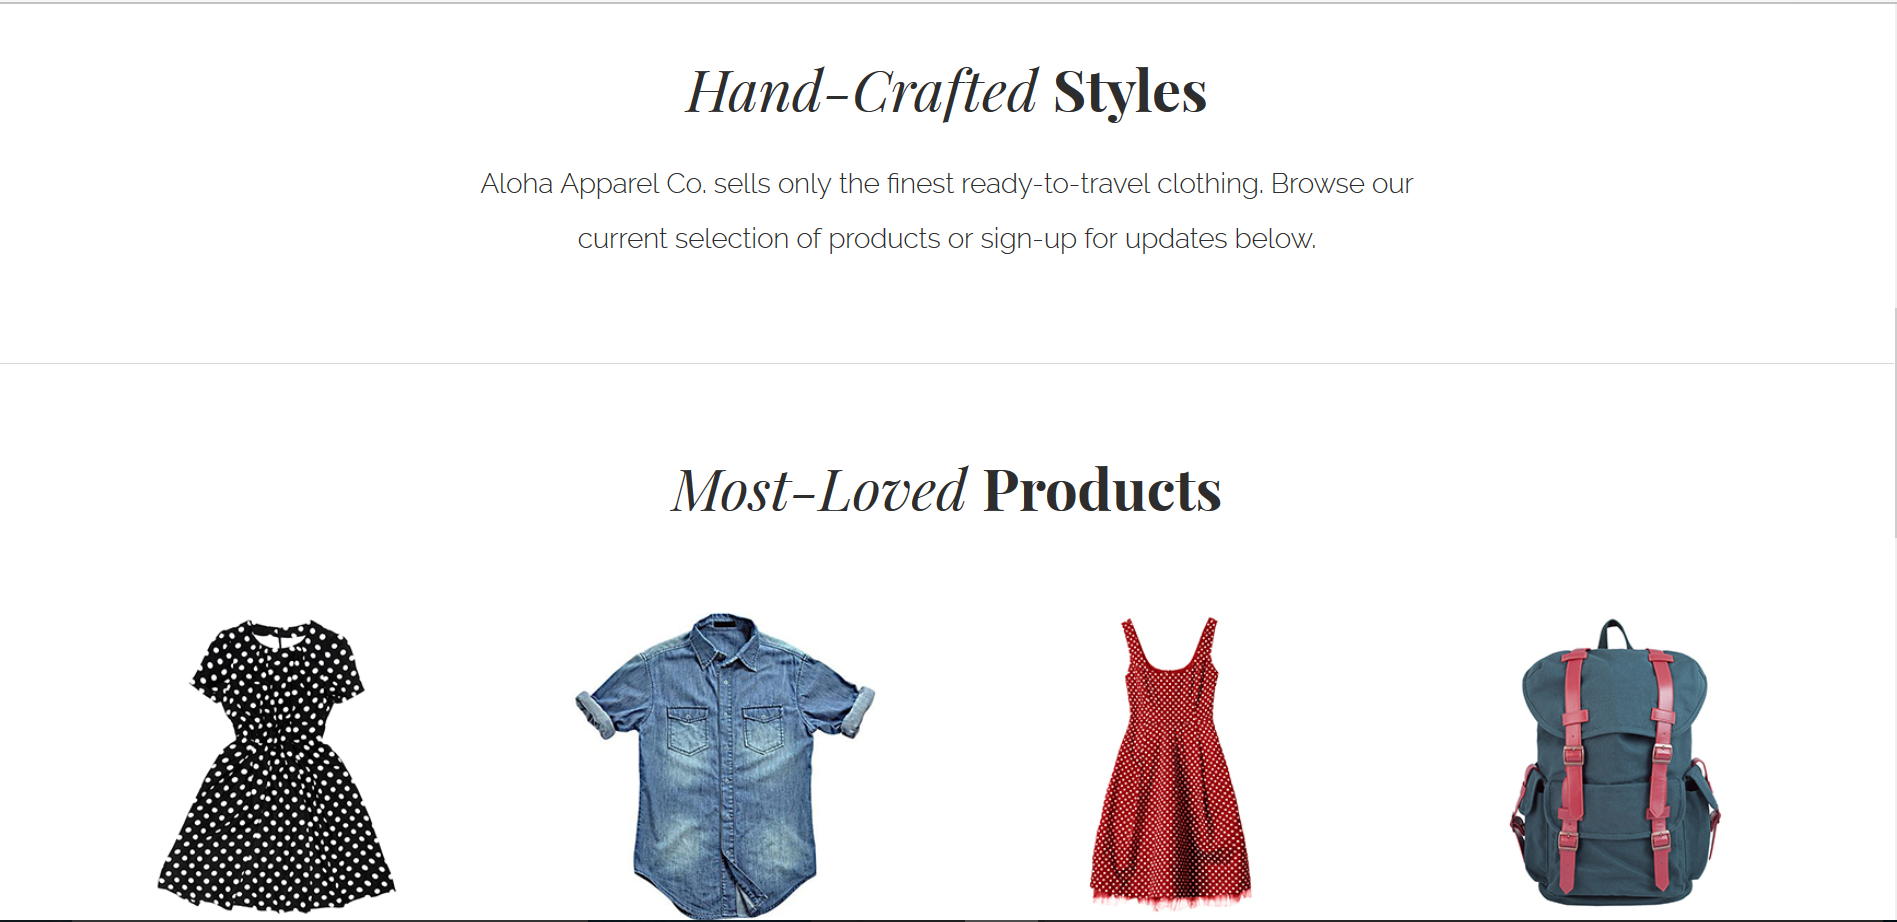 Hand-Crafted Styles
Aloha Apparel Co. sells only the finest ready-to-travel clothing. Browse our
current selection of products or sign-up for updates below.
Most-Loved Products